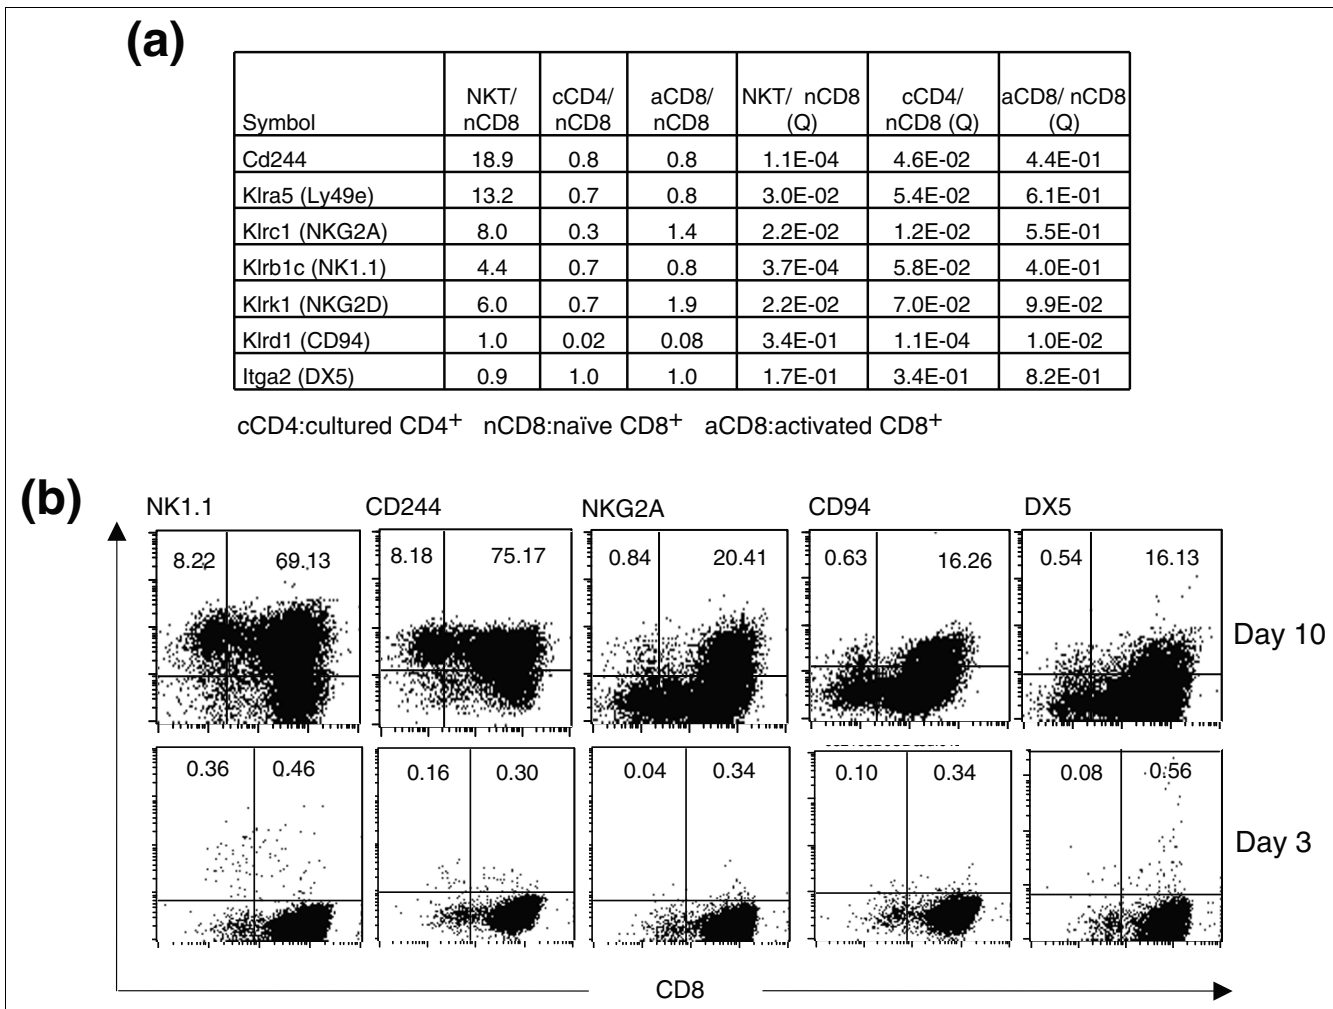 (a)
Symbol NKT/ nCD8 cCD4/ nCD8 aCD8/ nCD8 NKT/ nCD8 (Q) cCD4/ nCD8 (Q) aCD8/ nCD8 (Q)
Cd244 18.9 0.8 0.8 1.1E-04 4.6E-02 4.4E-01
Klra5 (Ly49e) 13.2 0.7 0.8 3.0E-02 5.4E-02 6.1E-01
Klrc1 (NKG2A) 8.0 0.3 1.4 2.2E-02 1.2E-02 5.5E-01
Klrb1c (NK1.1) 4.4 0.7 0.8 3.7E-04 5.8E-02 4.0E-01
Klrk1 (NKG2D) 6.0 0.7 1.9 2.2E-02 7.0E-02 9.9E-02
Klrd1 (CD94) 1.0 0.02 0.08 3.4E-01 1.1E-04 1.0E-02
Itga2 (DX5) 0.9 1.0 1.0 1.7E-01 3.4E-01 8.2E-01
cCD4:cultured CD4+ nCD8:naïve CD8+ aCD8:activated CD8+
(b)
NK1.1 CD244 NKG2A CD94 DX5
8.22 69.13 8.18 75.17 0.84 20.41 0.63 16.26 0.54 16.13
Day 10
0.36 0.46 0.16 0.30 0.04 0.34 0.10 0.34 0.08 0.56
Day 3
CD8